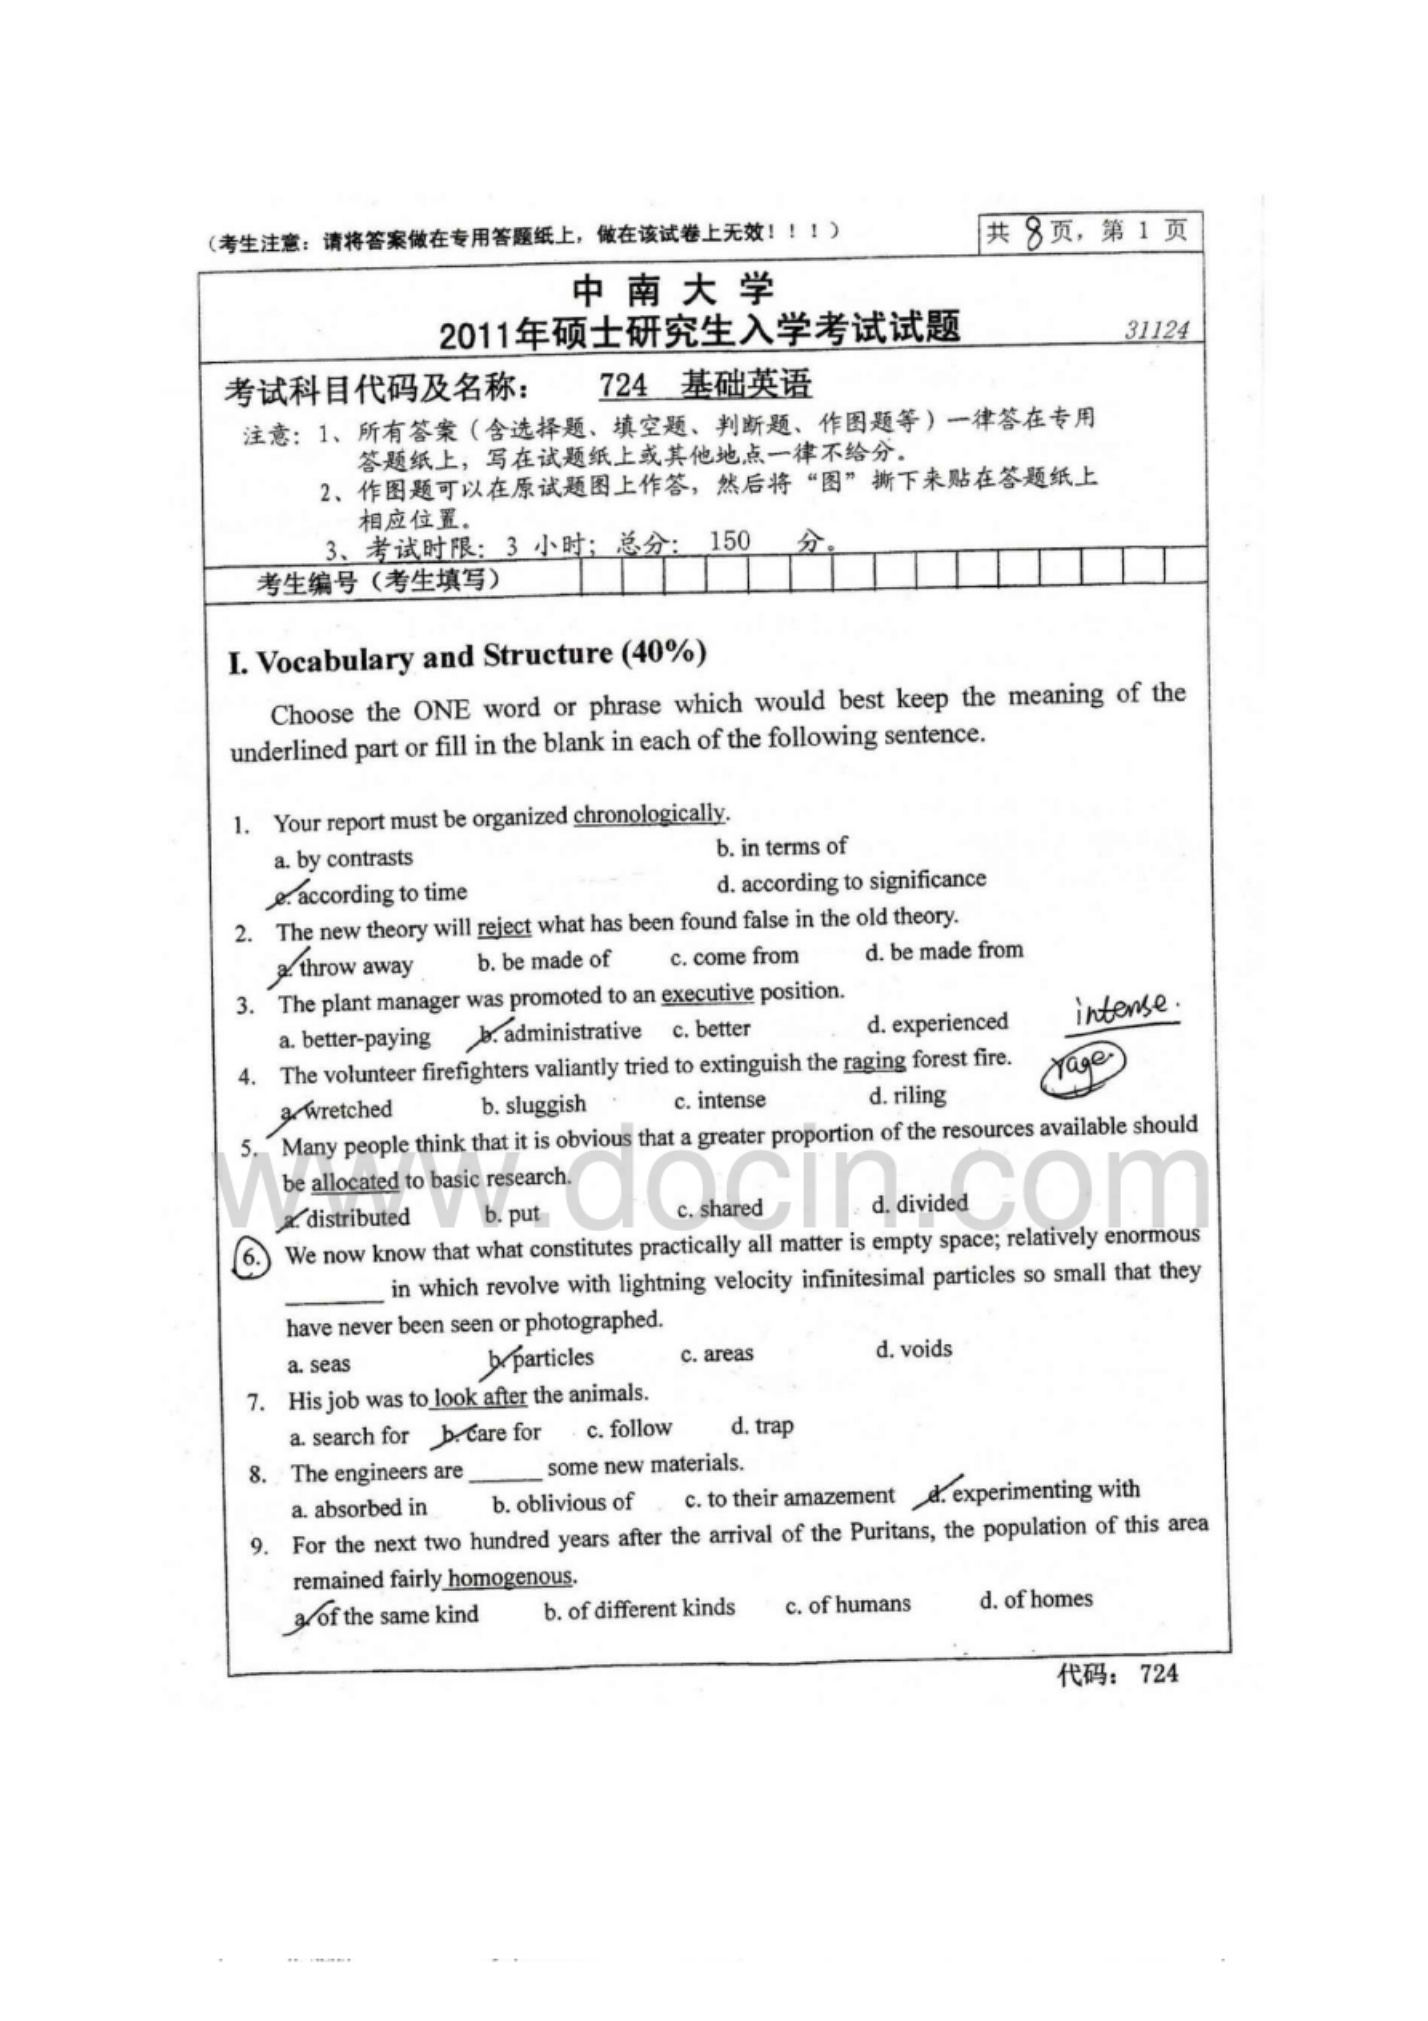 （考生注意：请将答案做在专用答题纸上，做在该试卷上无效！！！）
共 8 页，第 1 页
中 南 大 学
2011年硕士研究生入学考试试题
31124
考试科目代码及名称： 724 基础英语
注意：1、所有答案（含选择题、填空题、判断题、作图题等）一律答在专用
答题纸上，写在试题纸上或其他地点一律不给分。
2、作图题可以在原试题图上作答，然后将“图”撕下来贴在答题纸上
相应位置。
3、考试时限：3 小时；总分： 150 分。
考生编号（考生填写）
I. Vocabulary and Structure (40%)
Choose the ONE word or phrase which would best keep the meaning of the
underlined part or fill in the blank in each of the following sentence.
1. Your report must be organized chronologically.
a. by contrasts b. in terms of
c. according to time d. according to significance
2. The new theory will reject what has been found false in the old theory.
a. throw away b. be made of c. come from d. be made from
3. The plant manager was promoted to an executive position.
intense.
a. better-paying b. administrative c. better d. experienced
4. The volunteer firefighters valiantly tried to extinguish the raging forest fire.
rage.
a. wretched b. sluggish c. intense d. riling
5. Many people think that it is obvious that a greater proportion of the resources available should
be allocated to basic research.
www.docin.com
a. distributed b. put c. shared d. divided
6. We now know that what constitutes practically all matter is empty space; relatively enormous
________ in which revolve with lightning velocity infinitesimal particles so small that they
have never been seen or photographed.
a. seas b. particles c. areas d. voids
7. His job was to look after the animals.
a. search for b. care for c. follow d. trap
8. The engineers are ______ some new materials.
a. absorbed in b. oblivious of c. to their amazement d. experimenting with
9. For the next two hundred years after the arrival of the Puritans, the population of this area
remained fairly homogenous.
a. of the same kind b. of different kinds c. of humans d. of homes
代码： 724